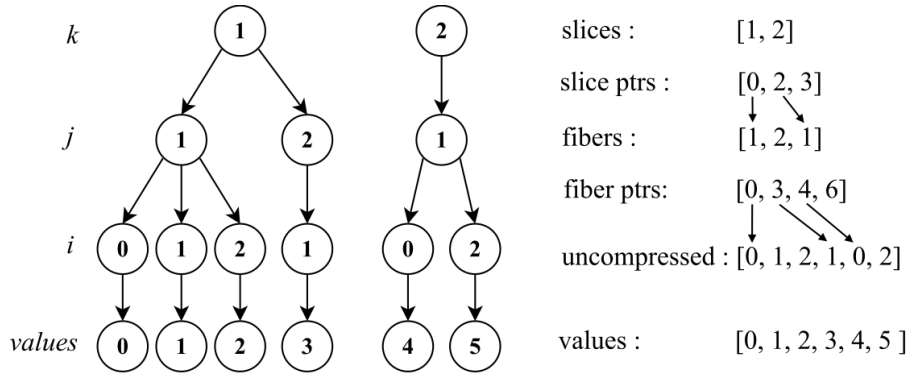 k 1 2 slices : [1, 2]
slice ptrs : [0, 2, 3]
j 1 2 1 fibers : [1, 2, 1]
fiber ptrs: [0, 3, 4, 6]
i 0 1 2 1 0 2 uncompressed : [0, 1, 2, 1, 0, 2]
values 0 1 2 3 4 5 values : [0, 1, 2, 3, 4, 5 ]